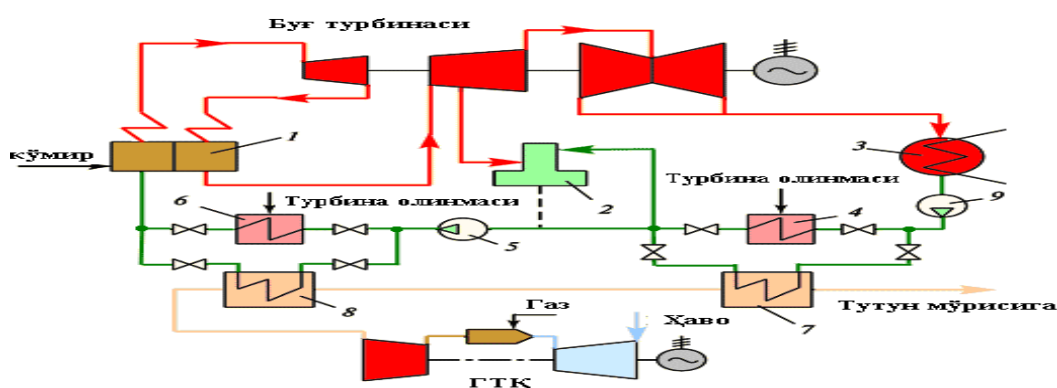 Буғ турбинаси
кўмир
1
3
Турбина олинмаси
6
Турбина олинмаси
2
4
9
5
8
7
Тутун мўрисига
Газ
Ҳаво
ГТК